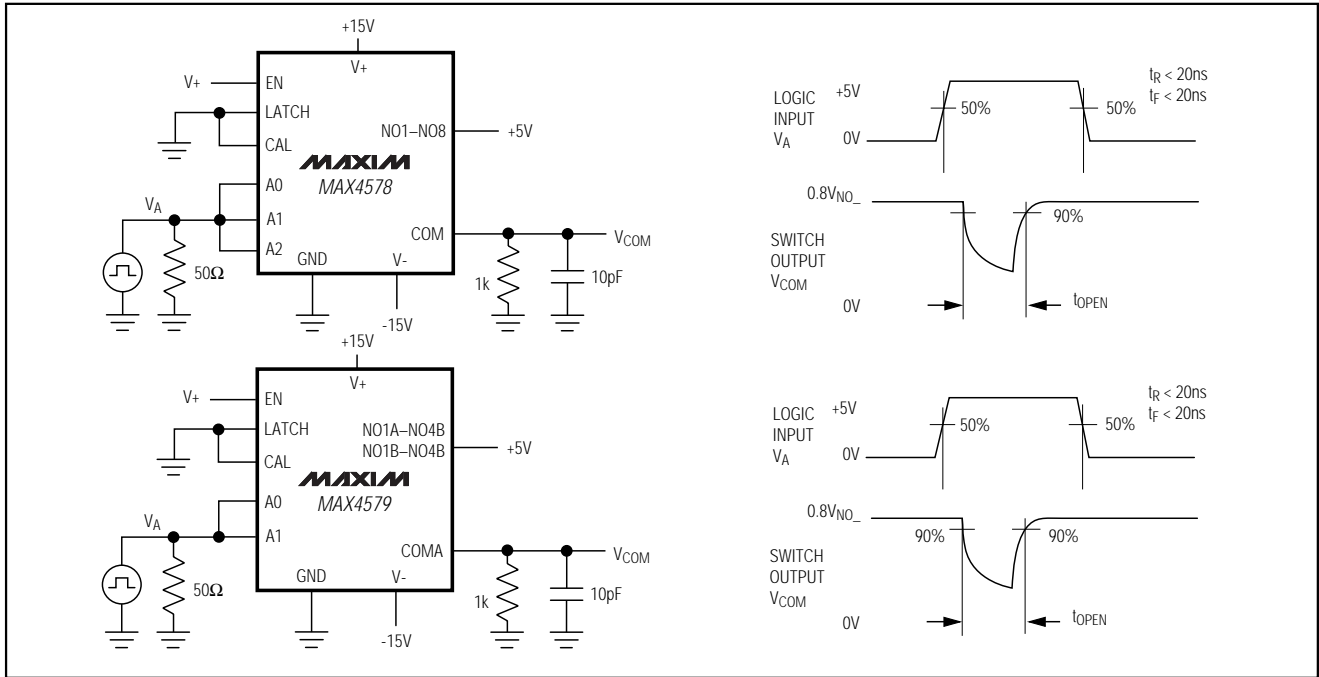 +15V
V+
V+
EN
LATCH
CAL
NO1–NO8
+5V
MAXIM
MAX4578
A0
VA
A1
A2
COM
VCOM
GND
V-
50Ω
1k
10pF
-15V
LOGIC
INPUT
VA
+5V
0V
50%
50%
tR < 20ns
tF < 20ns
0.8VNO_
90%
SWITCH
OUTPUT
VCOM
0V
tOPEN
+15V
V+
V+
EN
LATCH
CAL
NO1A–NO4B
NO1B–NO4B
+5V
MAXIM
MAX4579
A0
VA
A1
COMA
VCOM
GND
V-
50Ω
1k
10pF
-15V
LOGIC
INPUT
VA
+5V
0V
50%
50%
tR < 20ns
tF < 20ns
0.8VNO_
90%
90%
SWITCH
OUTPUT
VCOM
0V
tOPEN